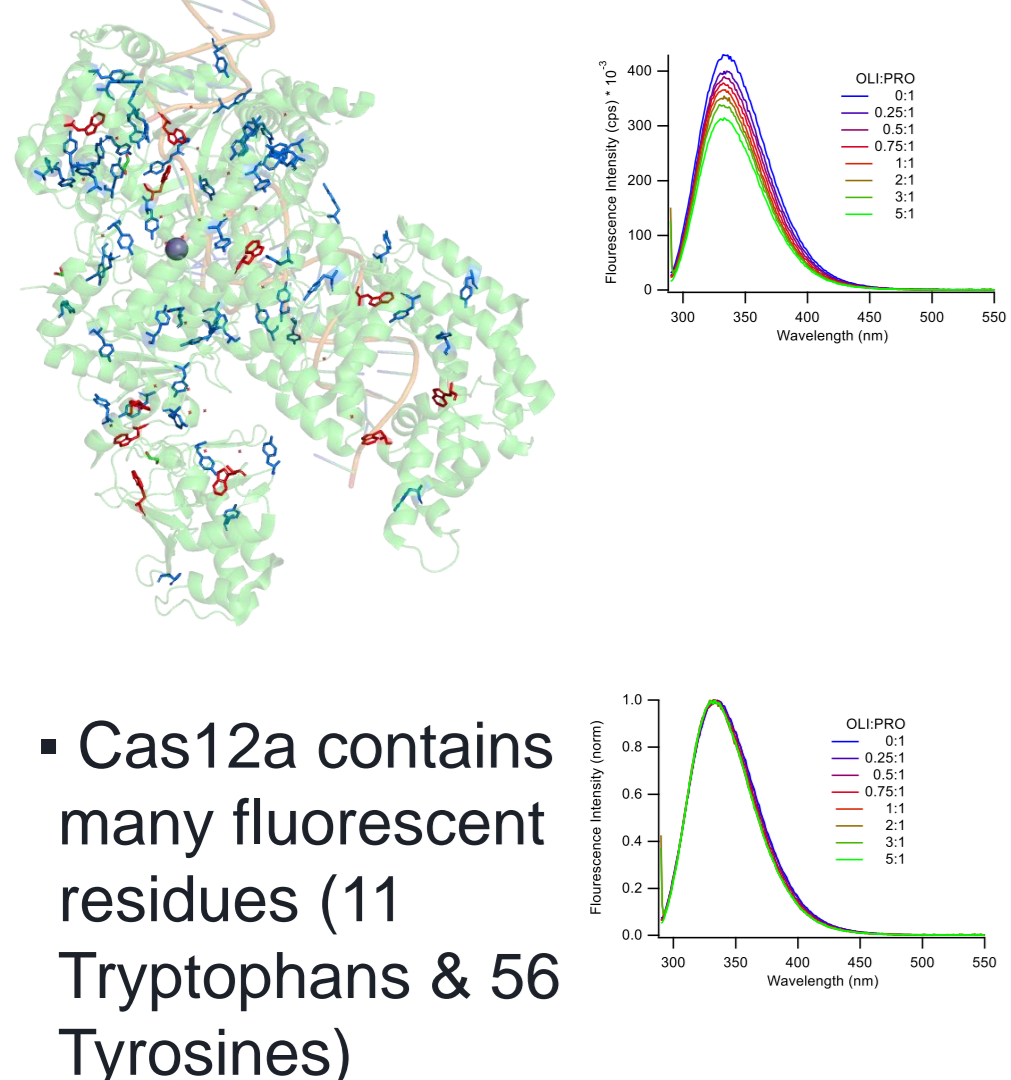 Flourescence Intensity (cps) * 10-3
400
300
200
100
0
300 350 400 450 500 550
Wavelength (nm)
OLI:PRO
0:1
0.25:1
0.5:1
0.75:1
1:1
2:1
3:1
5:1
▪ Cas12a contains
many fluorescent
residues (11
Tryptophans & 56
Tyrosines)
Flourescence Intensity (norm)
1.0
0.8
0.6
0.4
0.2
0.0
300 350 400 450 500 550
Wavelength (nm)
OLI:PRO
0:1
0.25:1
0.5:1
0.75:1
1:1
2:1
3:1
5:1